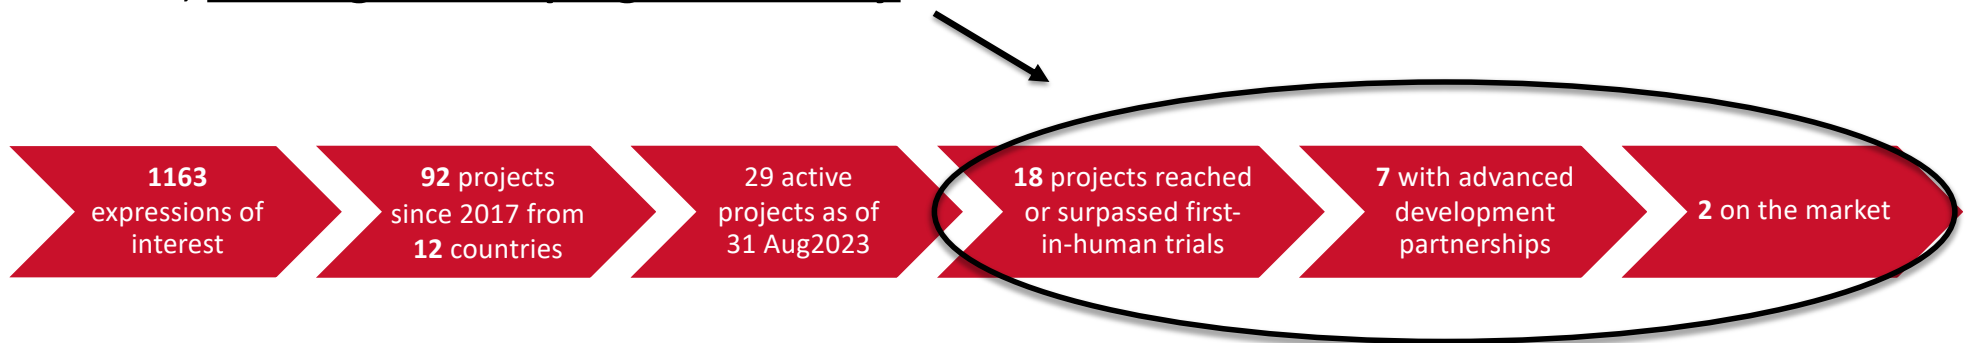 1163
expressions of
interest
92 projects
since 2017 from
12 countries
29 active
projects as of
31 Aug2023
18 projects reached
or surpassed first-
in-human trials
7 with advanced
development
partnerships
2 on the market